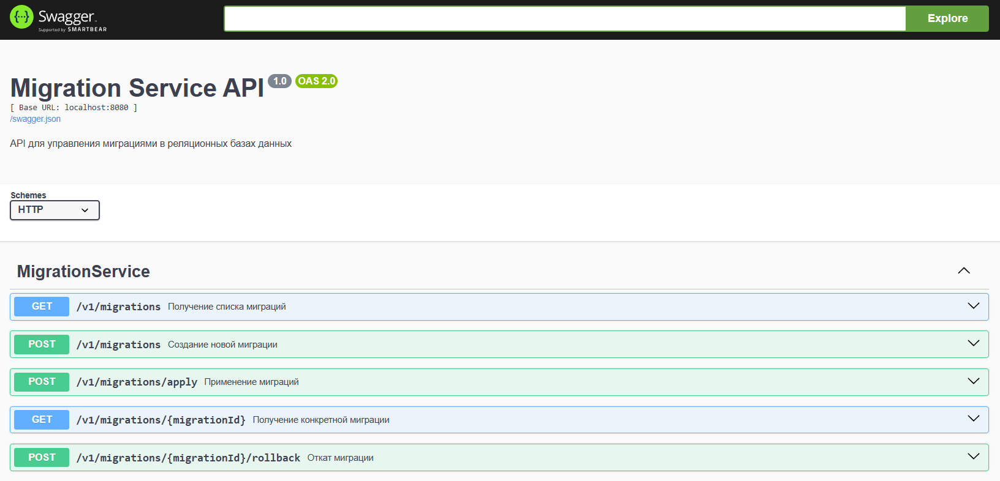 Swagger
Supported by SMARTBEAR
Explore
Migration Service API 1.0 OAS 2.0
[ Base URL: localhost:8080 ]
/swagger.json
API для управления миграциями в реляционных базах данных
Schemes
HTTP
MigrationService
GET /v1/migrations Получение списка миграций
POST /v1/migrations Создание новой миграции
POST /v1/migrations/apply Применение миграций
GET /v1/migrations/{migrationId} Получение конкретной миграции
POST /v1/migrations/{migrationId}/rollback Откат миграции